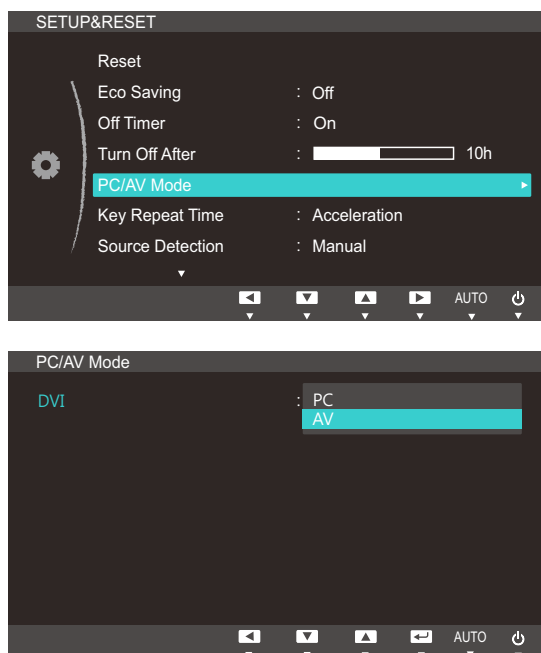 SETUP&RESET
Reset
Eco Saving : Off
Off Timer : On
Turn Off After : 10h
PC/AV Mode
Key Repeat Time : Acceleration
Source Detection : Manual
AUTO
PC/AV Mode
DVI : PC
AV
AUTO